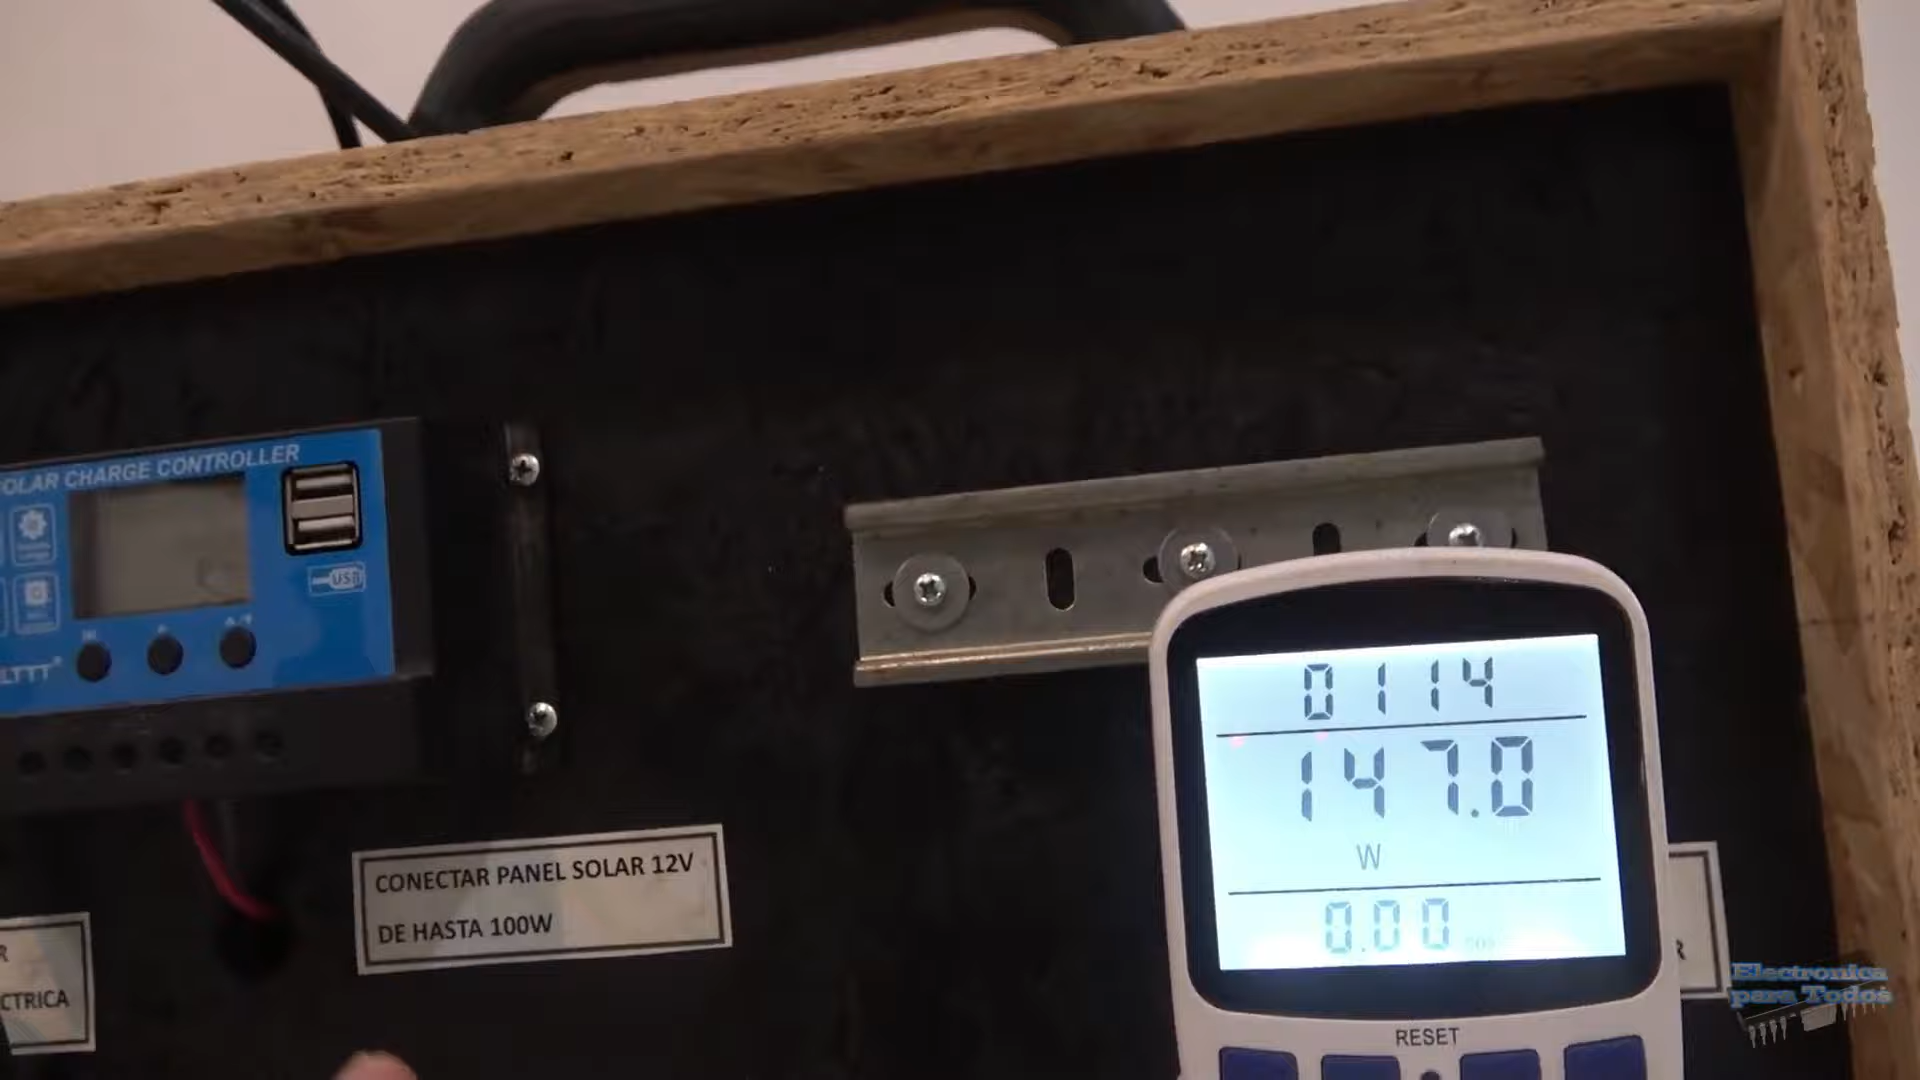 OLAR CHARGE CONTROLLER
USB
CONECTAR PANEL SOLAR 12V
DE HASTA 100W
R
CTRICA
0114
147.0
W
0.00
RESET
R
Electronica
para Todos